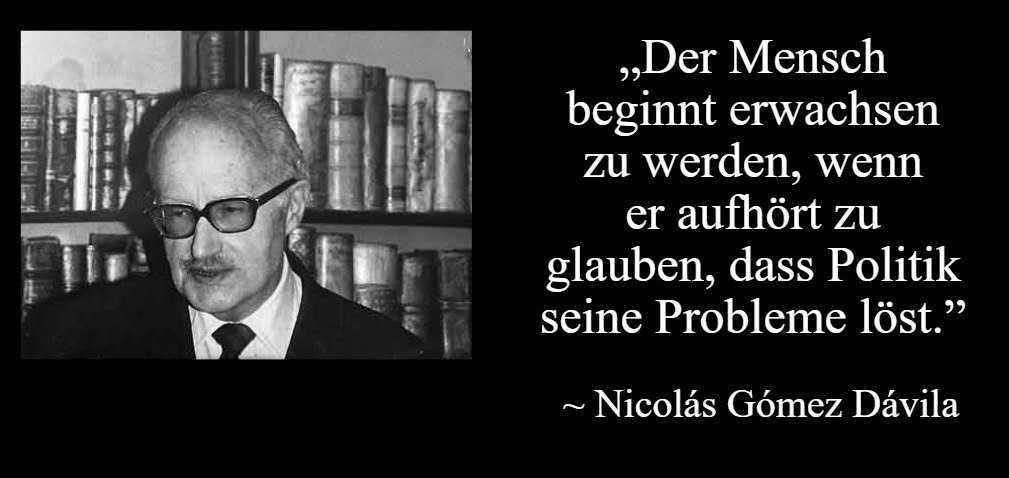 „Der Mensch
beginnt erwachsen
zu werden, wenn
er aufhört zu
glauben, dass Politik
seine Probleme löst.”
~ Nicolás Gómez Dávila